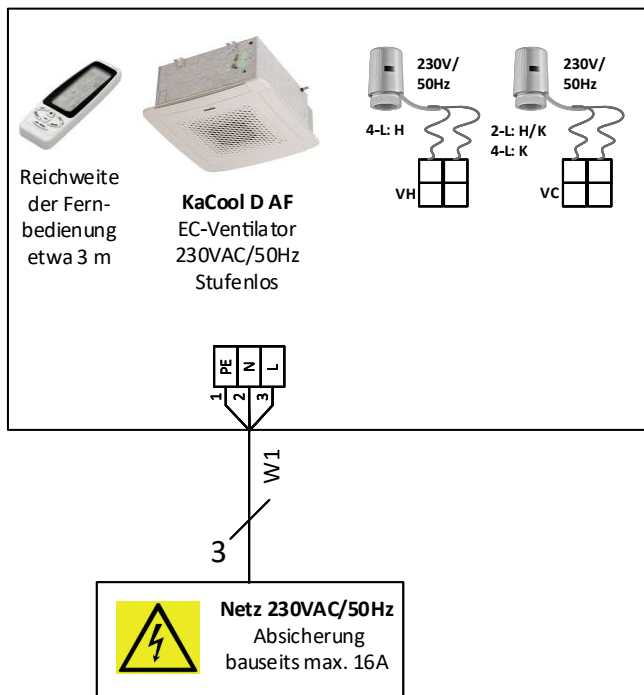 Reichweite
der Fern-
bedienung
etwa 3 m
KaCool D AF
EC-Ventilator
230VAC/50Hz
Stufenlos
230V/
50Hz
4-L: H
VH
230V/
50Hz
2-L: H/K
4-L: K
VC
PE N L
1 2 3
W1
3
Netz 230VAC/50Hz
Absicherung
bauseits max. 16A